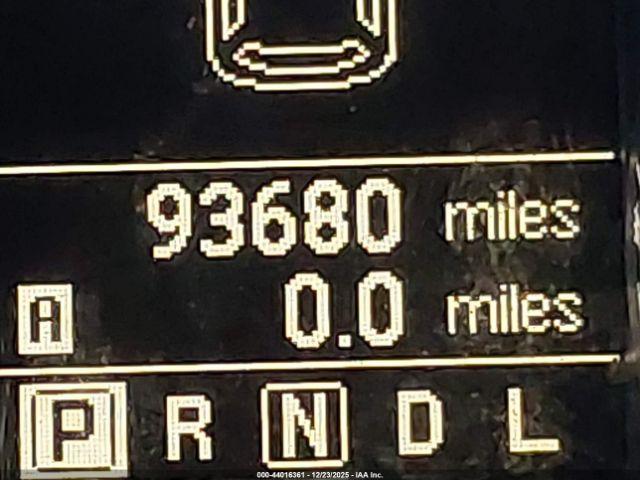 93680 miles
A 0.0 miles
P R N D L
000-44016361 - 12/23/2025 - IAA Inc.